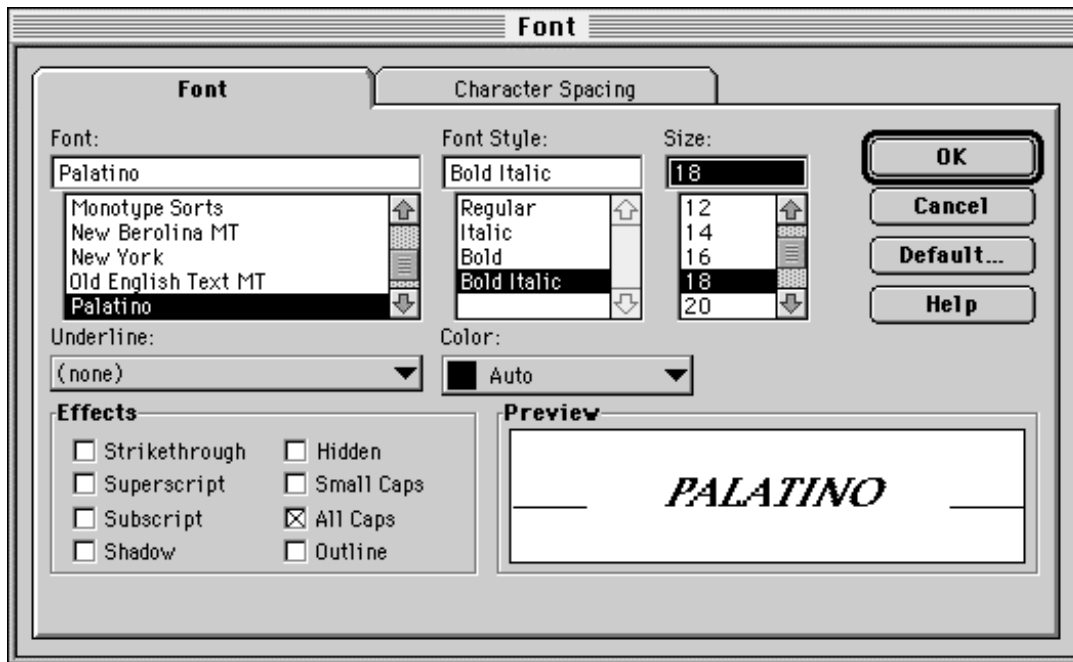 Font
Font
Character Spacing
Font:
Palatino
Monotype Sorts
New Berolina MT
New York
Old English Text MT
Palatino
Font Style:
Bold Italic
Regular
Italic
Bold
Bold Italic
Size:
18
12
14
16
18
20
OK
Cancel
Default...
Help
Underline:
(none)
Color:
Auto
Effects
Strikethrough
Superscript
Subscript
Shadow
Hidden
Small Caps
All Caps
Outline
Preview
PALATINO